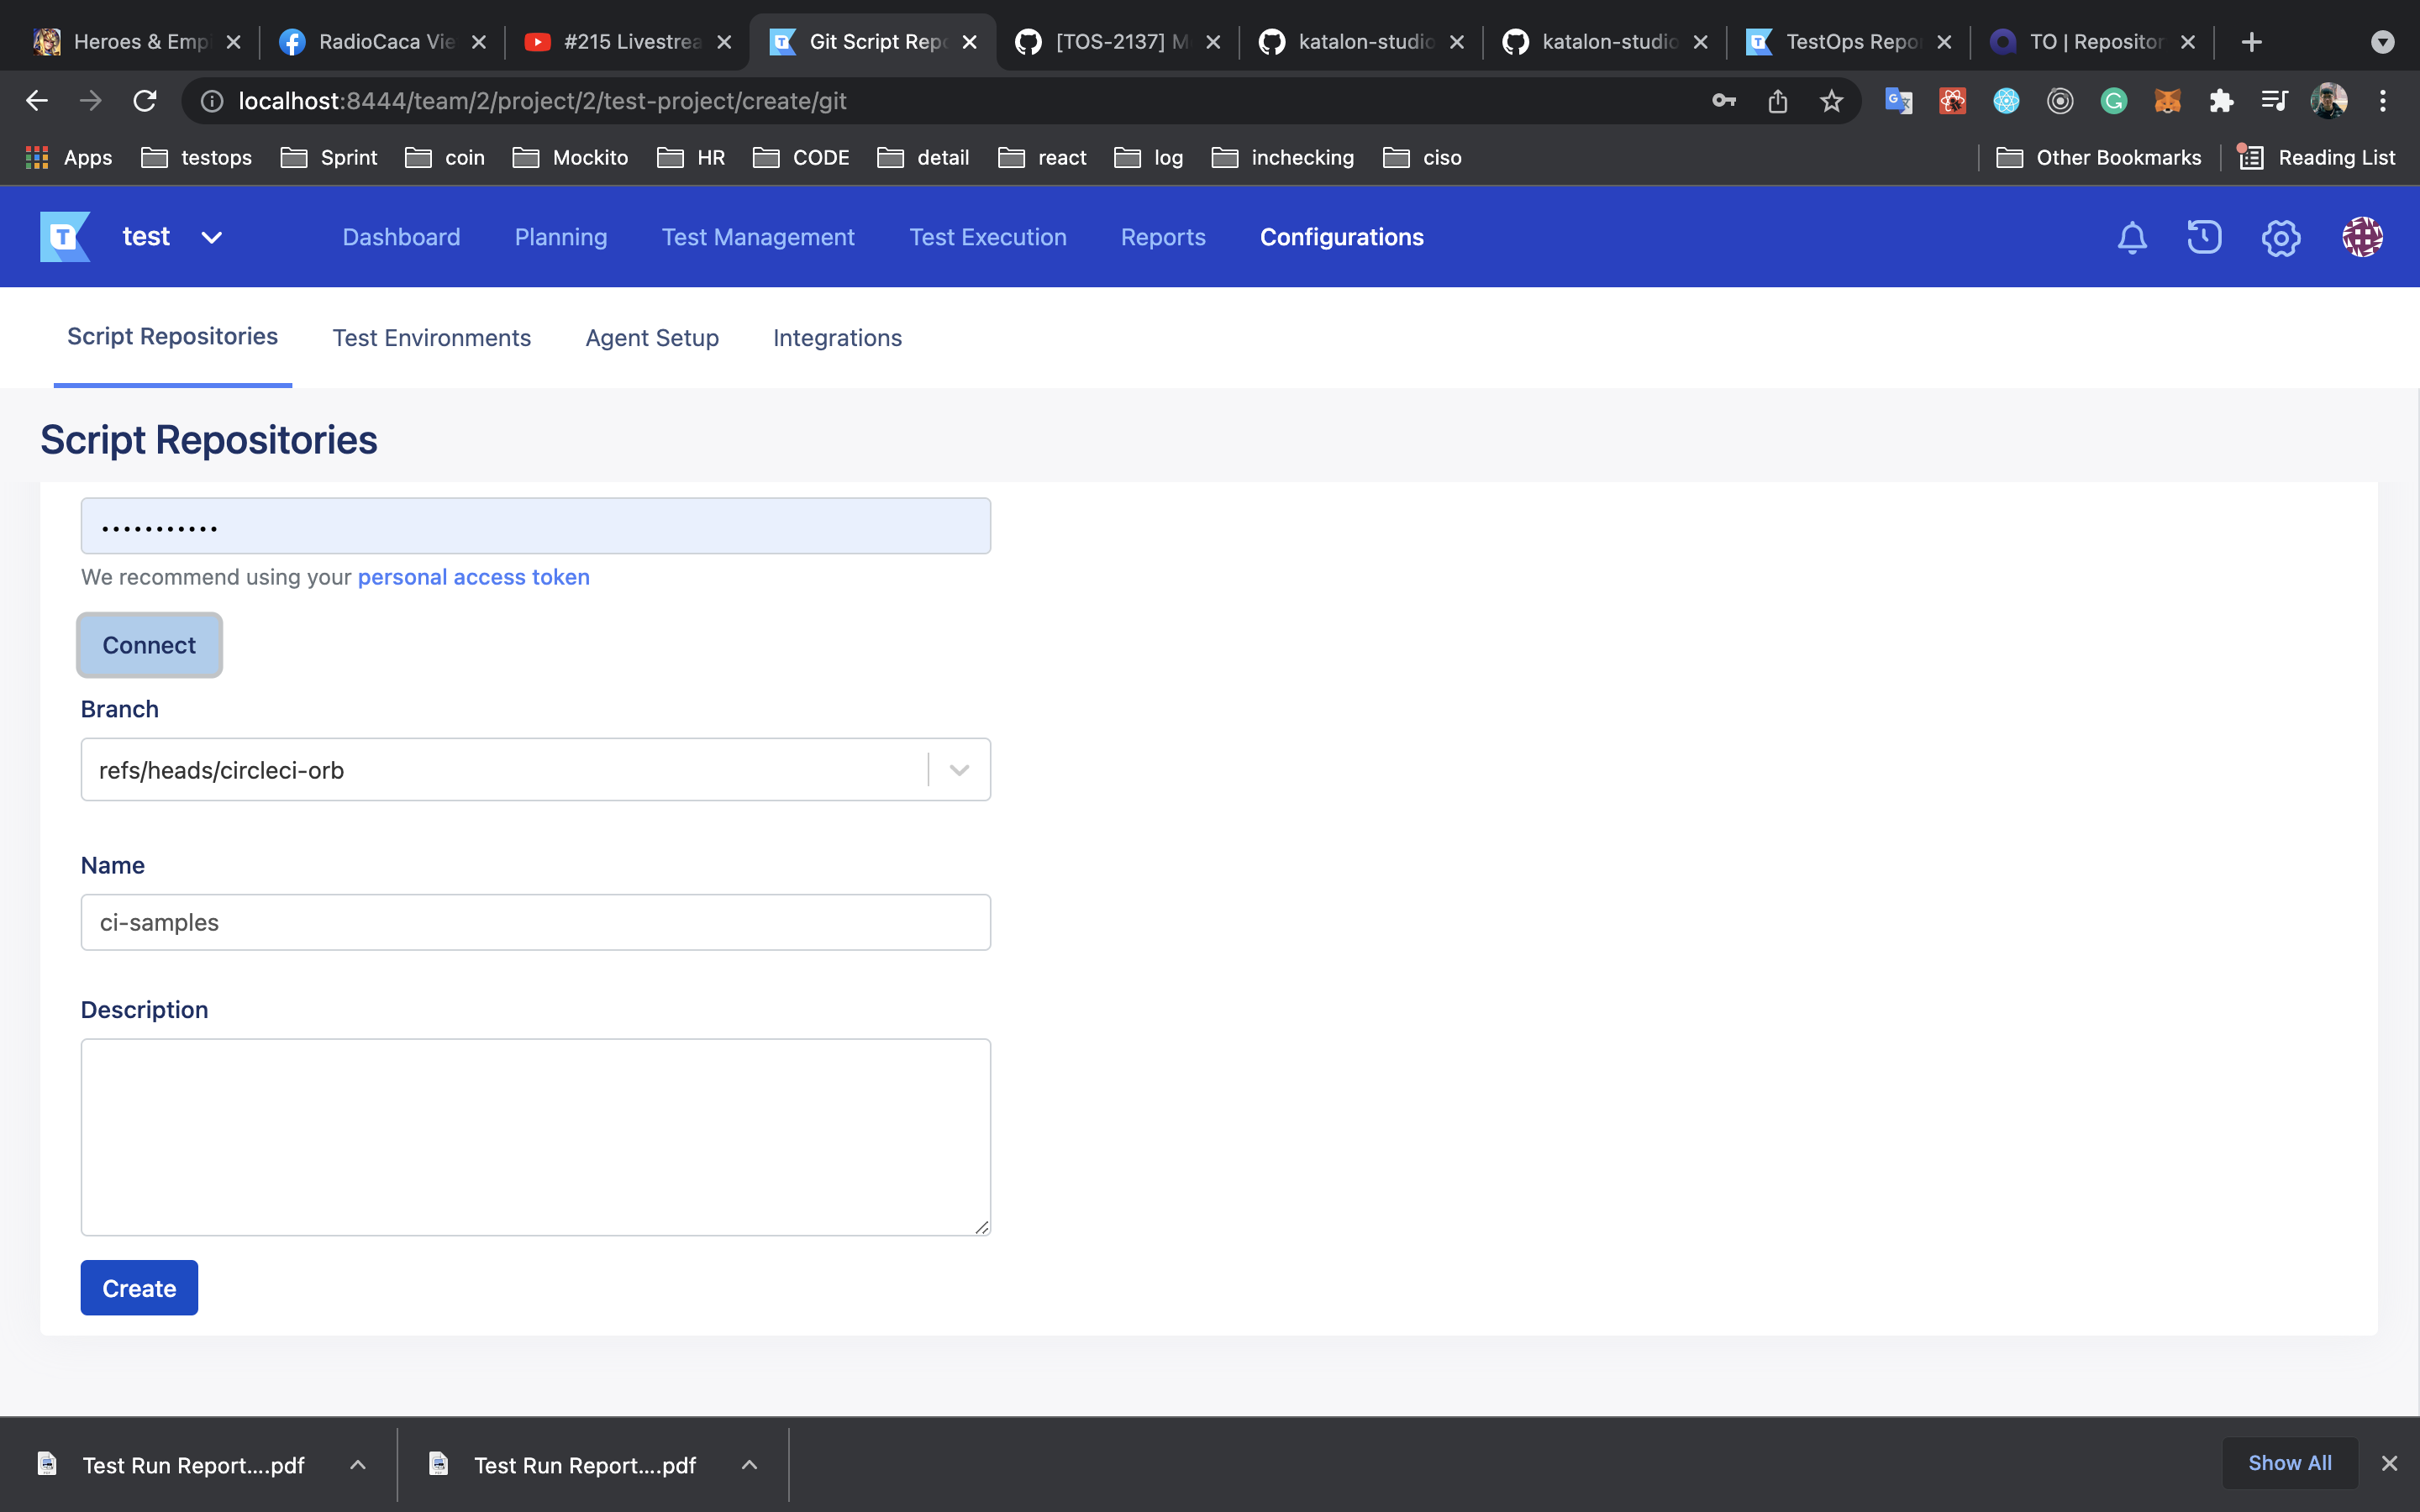 Heroes & Emp
RadioCaca Vie
#215 Livestrea
Git Script Repo
[TOS-2137] M
katalon-studio
katalon-studio
TestOps Repor
TO | Repositor
localhost:8444/team/2/project/2/test-project/create/git
Apps
testops
Sprint
coin
Mockito
HR
CODE
detail
react
log
inchecking
ciso
Other Bookmarks
Reading List
T
test
Dashboard
Planning
Test Management
Test Execution
Reports
Configurations
Script Repositories
Test Environments
Agent Setup
Integrations
Script Repositories
We recommend using your personal access token
Connect
Branch
refs/heads/circleci-orb
Name
ci-samples
Description
Create
Test Run Report....pdf
Test Run Report....pdf
Show All